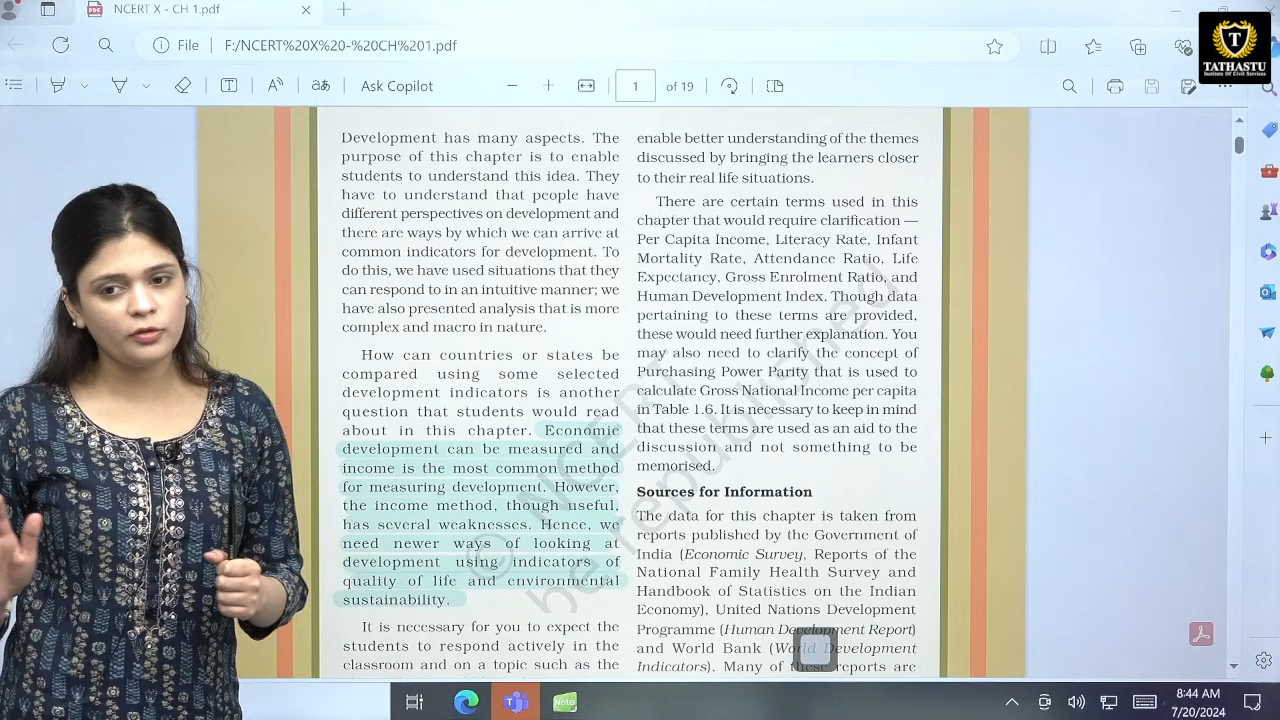 NCERT X - CH 1.pdf
File
F:/NCERT%20X%20-%20CH%201.pdf
T
TATHASTU
Institute Of Civil Services
aあ
Ask Copilot
1
of 19
Development has many aspects. The
purpose of this chapter is to enable
students to understand this idea. They
have to understand that people have
different perspectives on development and
there are ways by which we can arrive at
common indicators for development. To
do this, we have used situations that they
can respond to in an intuitive manner; we
have also presented analysis that is more
complex and macro in nature.
How can countries or states be
compared using some selected
development indicators is another
question that students would read
about in this chapter. Economic
development can be measured and
income is the most common method
for measuring development. However,
the income method, though useful,
has several weaknesses. Hence, we
need newer ways of looking at
development using indicators of
quality of life and environmental
sustainability.
It is necessary for you to expect the
students to respond actively in the
classroom and on a topic such as the
enable better understanding of the themes
discussed by bringing the learners closer
to their real life situations.
There are certain terms used in this
chapter that would require clarification —
Per Capita Income, Literacy Rate, Infant
Mortality Rate, Attendance Ratio, Life
Expectancy, Gross Enrolment Ratio, and
Human Development Index. Though data
pertaining to these terms are provided,
these would need further explanation. You
may also need to clarify the concept of
Purchasing Power Parity that is used to
calculate Gross National Income per capita
in Table 1.6. It is necessary to keep in mind
that these terms are used as an aid to the
discussion and not something to be
memorised.
Sources for Information
The data for this chapter is taken from
reports published by the Government of
India (Economic Survey, Reports of the
National Family Health Survey and
Handbook of Statistics on the Indian
Economy), United Nations Development
Programme (Human Development Report)
and World Bank (World Development
Indicators). Many of these reports are
© NCERT
be republished
Note
8:44 AM
7/20/2024